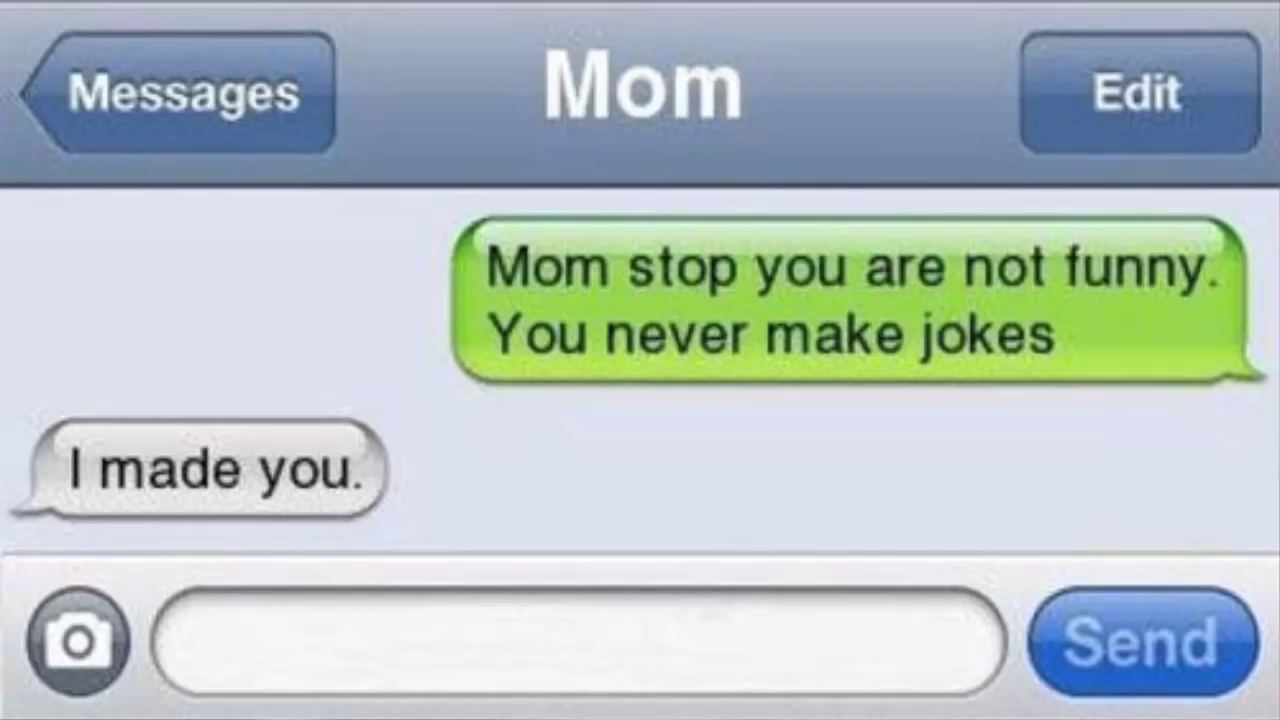 Messages
Mom
Edit
Mom stop you are not funny.
You never make jokes
I made you.
Send